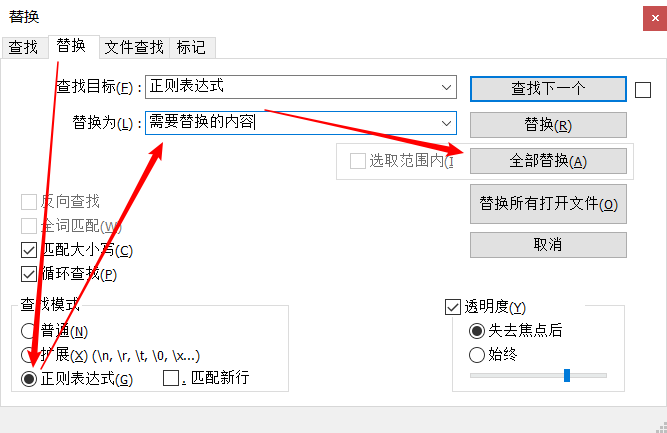 替换
查找 替换 文件查找 标记
查找目标(F)： 正则表达式 查找下一个
替换为(L)： 需要替换的内容 替换(R)
选取范围内(I 全部替换(A)
反向查找 替换所有打开文件(O)
全词匹配(W)
匹配大小写(C) 取消
循环查找(P)
查找模式 透明度(Y)
普通(N) 失去焦点后
扩展(X) (\n, \r, \t, \0, \x...) 始终
正则表达式(G) . 匹配新行